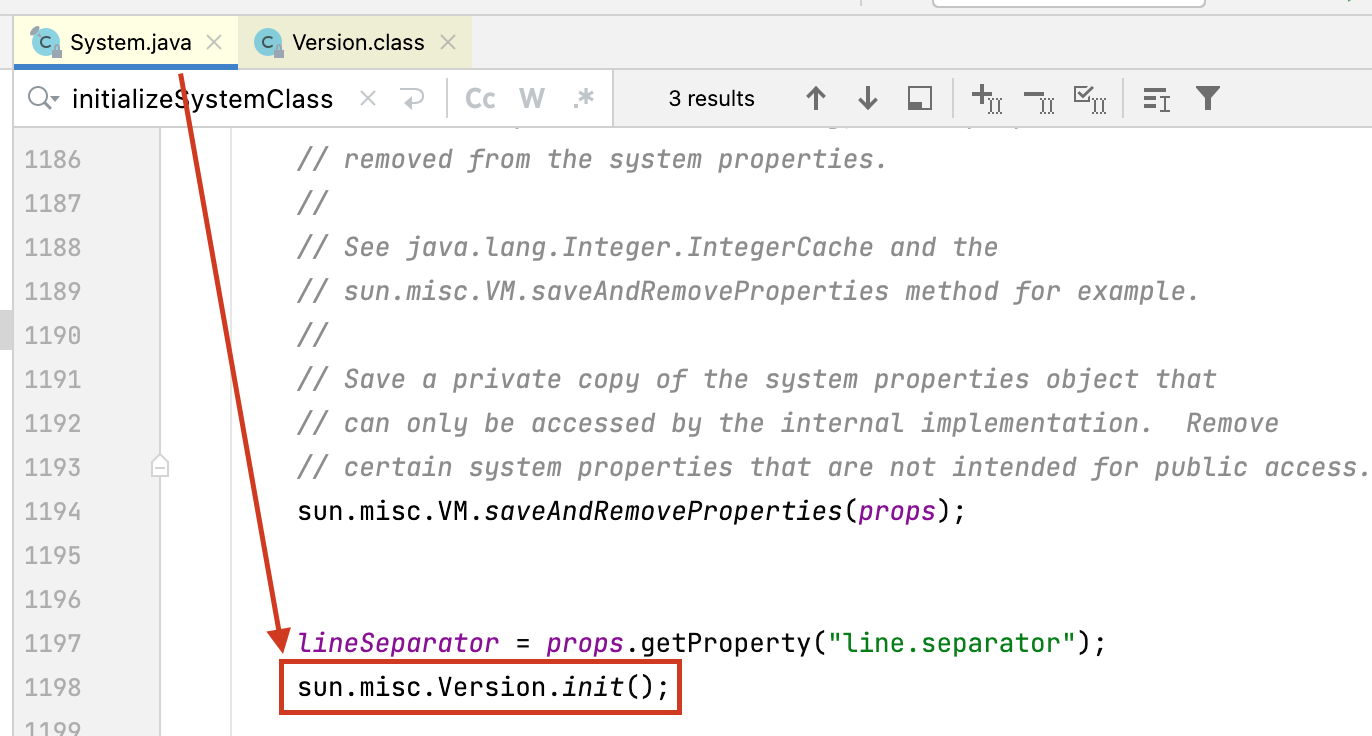 System.java Version.class
initializeSystemClass Cc W .* 3 results
1186 // removed from the system properties.
1187 //
1188 // See java.lang.Integer.IntegerCache and the
1189 // sun.misc.VM.saveAndRemoveProperties method for example.
1190 //
1191 // Save a private copy of the system properties object that
1192 // can only be accessed by the internal implementation.  Remove
1193 // certain system properties that are not intended for public access.
1194 sun.misc.VM.saveAndRemoveProperties(props);
1195
1196
1197 lineSeparator = props.getProperty("line.separator");
1198 sun.misc.Version.init();
1199